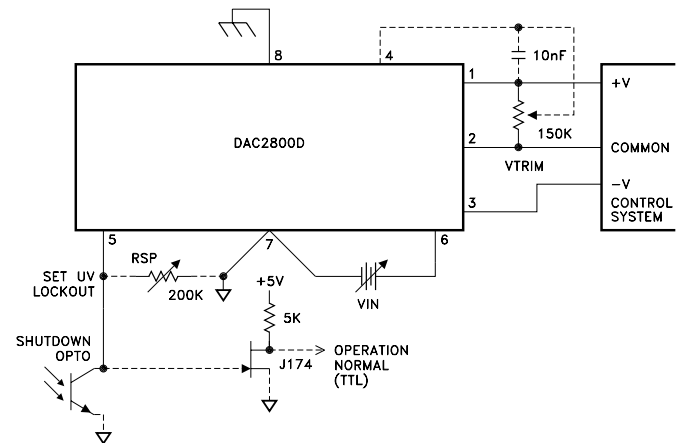 8
4
10nF
1
+V
DAC2800D
150K
2
COMMON
VTRIM
-V
3
CONTROL
SYSTEM
5
7
6
RSP
SET UV
LOCKOUT
200K
+5V
VIN
5K
SHUTDOWN
OPTO
J174
OPERATION
NORMAL
(TTL)